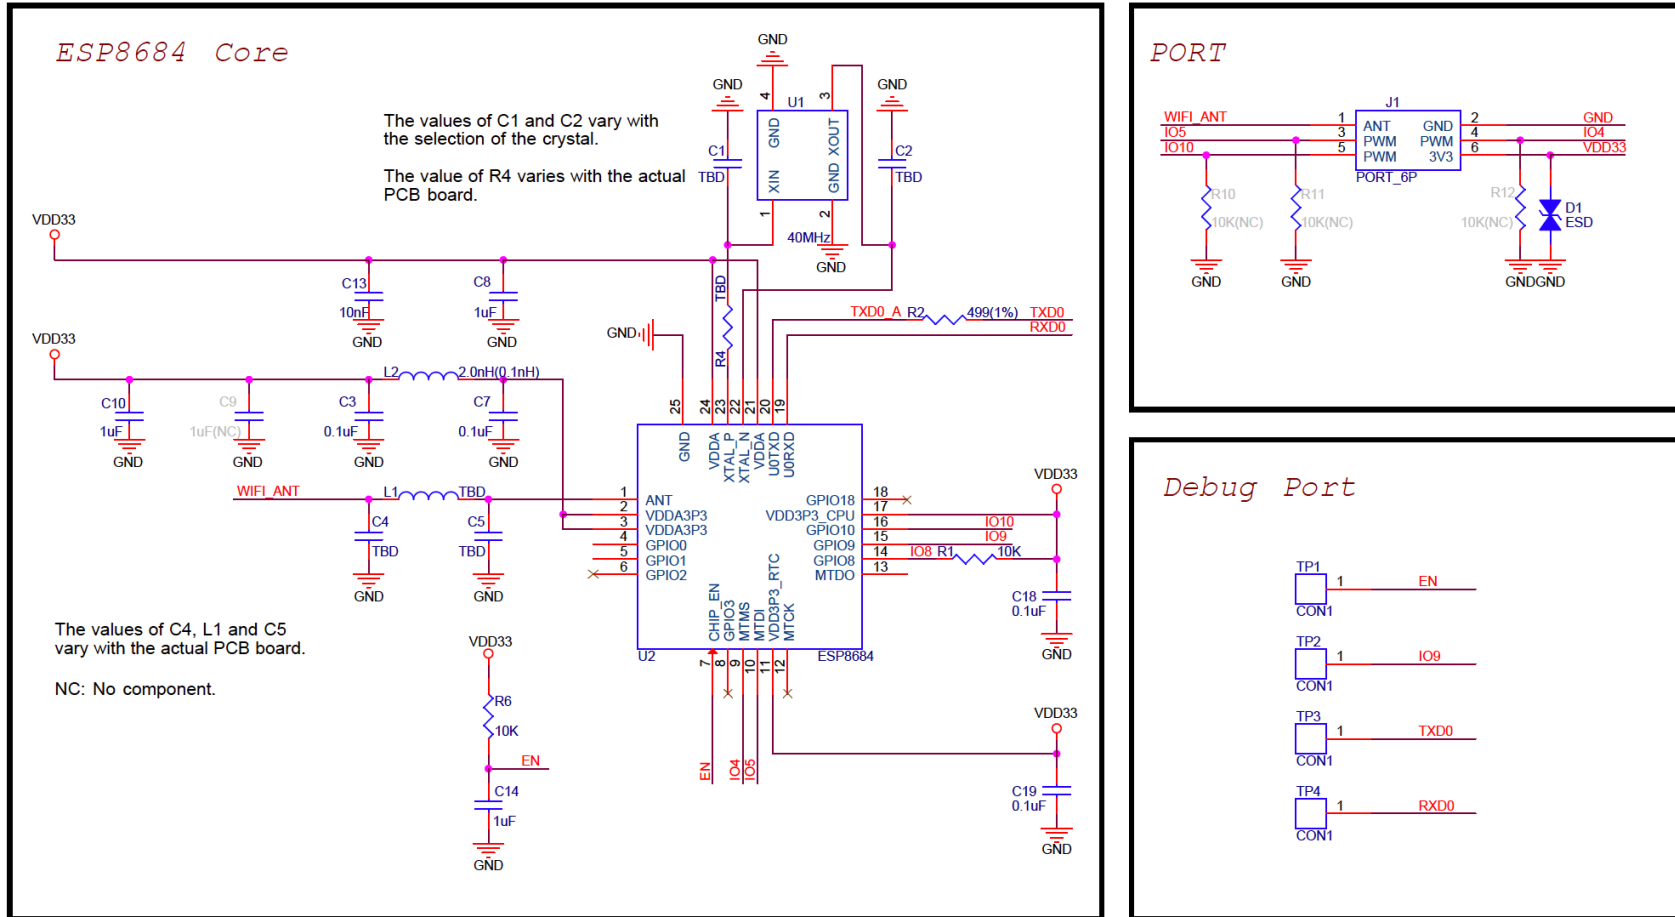 ESP8684 Core
The values of C1 and C2 vary with
the selection of the crystal.
The value of R4 varies with the actual
PCB board.
GND
GND
GND
4
U1
3
GND
XOUT
XIN
GND
1
2
40MHz
GND
C1
TBD
C2
TBD
VDD33
C13
10nF
GND
C8
1uF
GND
TBD
R4
GND
TXD0_A
R2
499(1%)
TXD0
RXD0
VDD33
L2
2.0nH(0.1nH)
C10
1uF
GND
C9
1uF(NC)
GND
C3
0.1uF
GND
C7
0.1uF
GND
WIFI_ANT
L1
TBD
C4
TBD
GND
C5
TBD
GND
25
24
23
22
21
20
19
GND
VDDA
XTAL_P
XTAL_N
VDDA
U0TXD
U0RXD
1
ANT
2
VDDA3P3
3
VDDA3P3
4
GPIO0
5
GPIO1
6
GPIO2
GPIO18
18
VDD3P3_CPU
17
GPIO10
16
IO10
GPIO9
15
IO9
GPIO8
14
IO8
R1
10K
MTDO
13
CHIP_EN
GPIO3
MTMS
MTDI
VDD3P3_RTC
MTCK
7
8
9
10
11
12
U2
ESP8684
EN
IO4
IO5
VDD33
C18
0.1uF
GND
VDD33
C19
0.1uF
GND
The values of C4, L1 and C5
vary with the actual PCB board.
NC: No component.
VDD33
R6
10K
EN
C14
1uF
GND
PORT
J1
WIFI_ANT
1
ANT
GND
2
GND
IO5
3
PWM
PWM
4
IO4
IO10
5
PWM
3V3
6
VDD33
PORT_6P
R10
10K(NC)
GND
R11
10K(NC)
GND
R12
10K(NC)
GND
D1
ESD
GND
Debug Port
TP1
1
EN
CON1
TP2
1
IO9
CON1
TP3
1
TXD0
CON1
TP4
1
RXD0
CON1